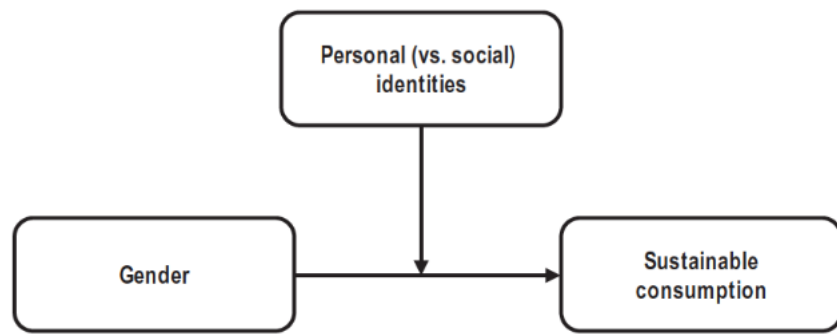 Personal (vs. social)
identities
Gender
Sustainable
consumption